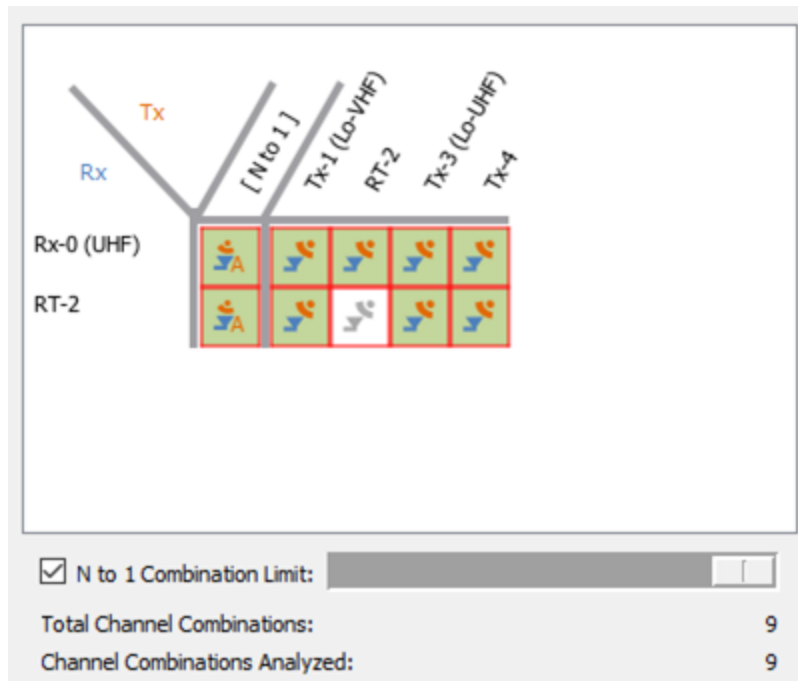 Tx
Rx
[ N to 1 ]
Tx-1 (Lo-VHF)
RT-2
Tx-3 (Lo-UHF)
Tx-4
Rx-0 (UHF)
A
RT-2
A
N to 1 Combination Limit:
Total Channel Combinations: 9
Channel Combinations Analyzed: 9